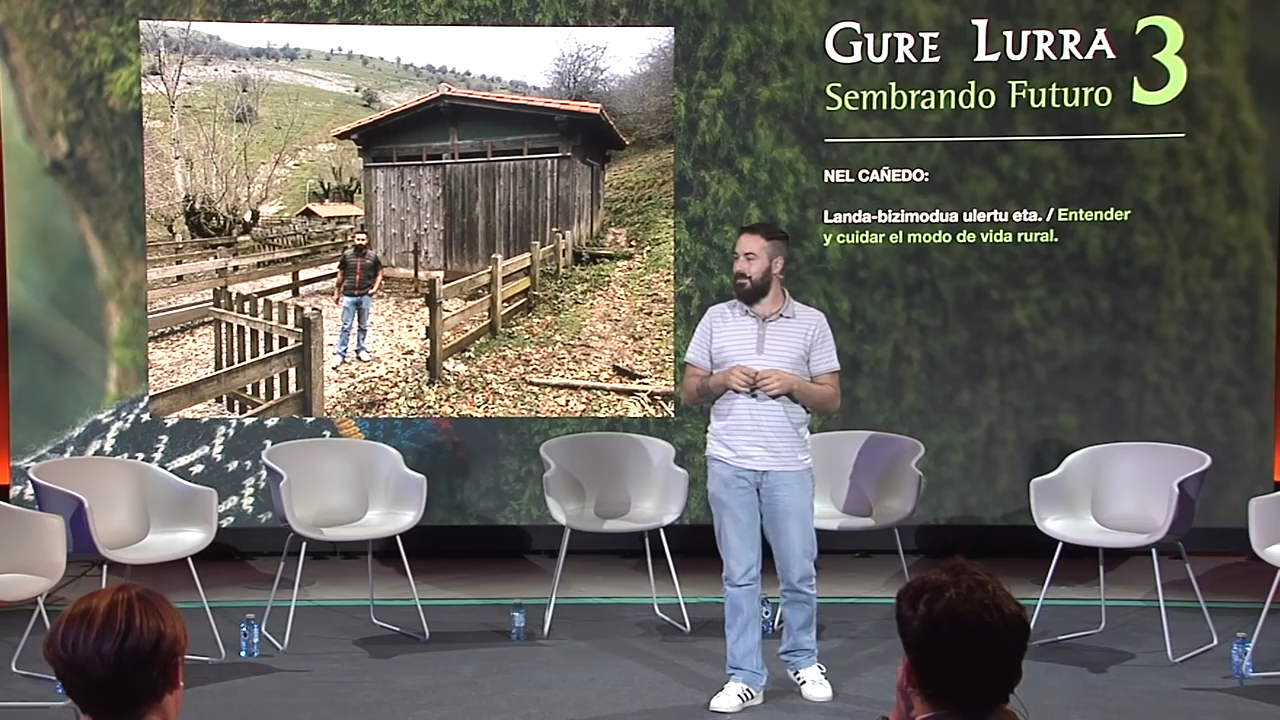 GURE LURRA 3
Sembrando Futuro
NEL CAÑEDO:
Landa-bizimodua ulertu eta. / Entender
y cuidar el modo de vida rural.